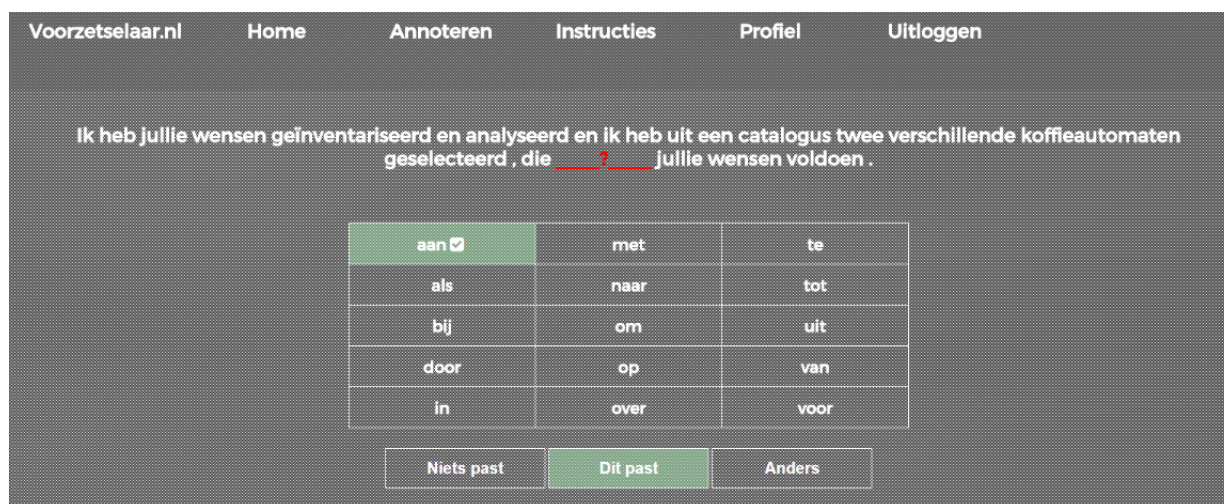 Voorzetselaar.nl Home Annoteren Instructies Profiel Uitloggen
Ik heb jullie wensen geïnventariseerd en analyseerd en ik heb uit een catalogus twee verschillende koffieautomaten
geselecteerd , die ____?____ jullie wensen voldoen .
aan met te
als naar tot
bij om uit
door op van
in over voor
Niets past Dit past Anders